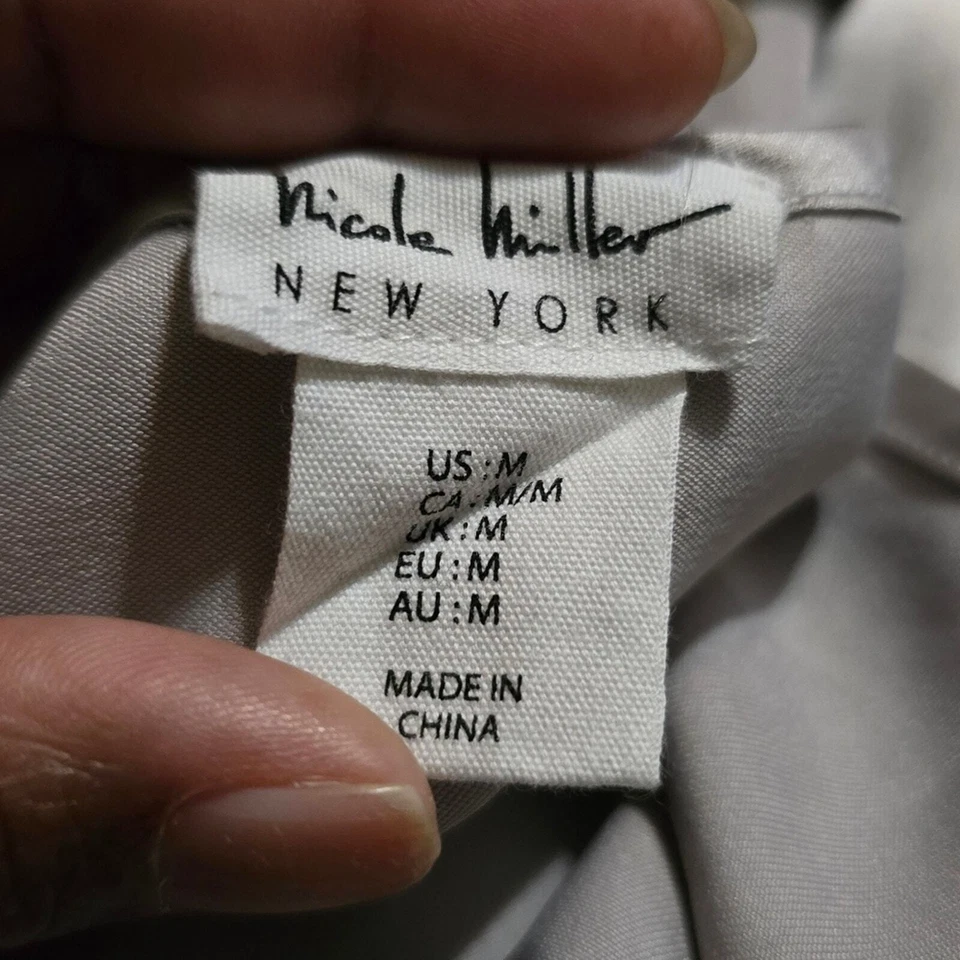 Nicole Miller
NEW YORK
US : M
CA : M/M
UK : M
EU : M
AU : M
MADE IN
CHINA